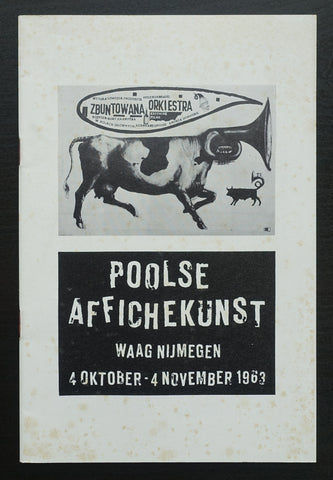 ZBUNTOWANA ORKIESTRA
POOLSE
AFFICHEKUNST
WAAG NIJMEGEN
4 OKTOBER - 4 NOVEMBER 1963